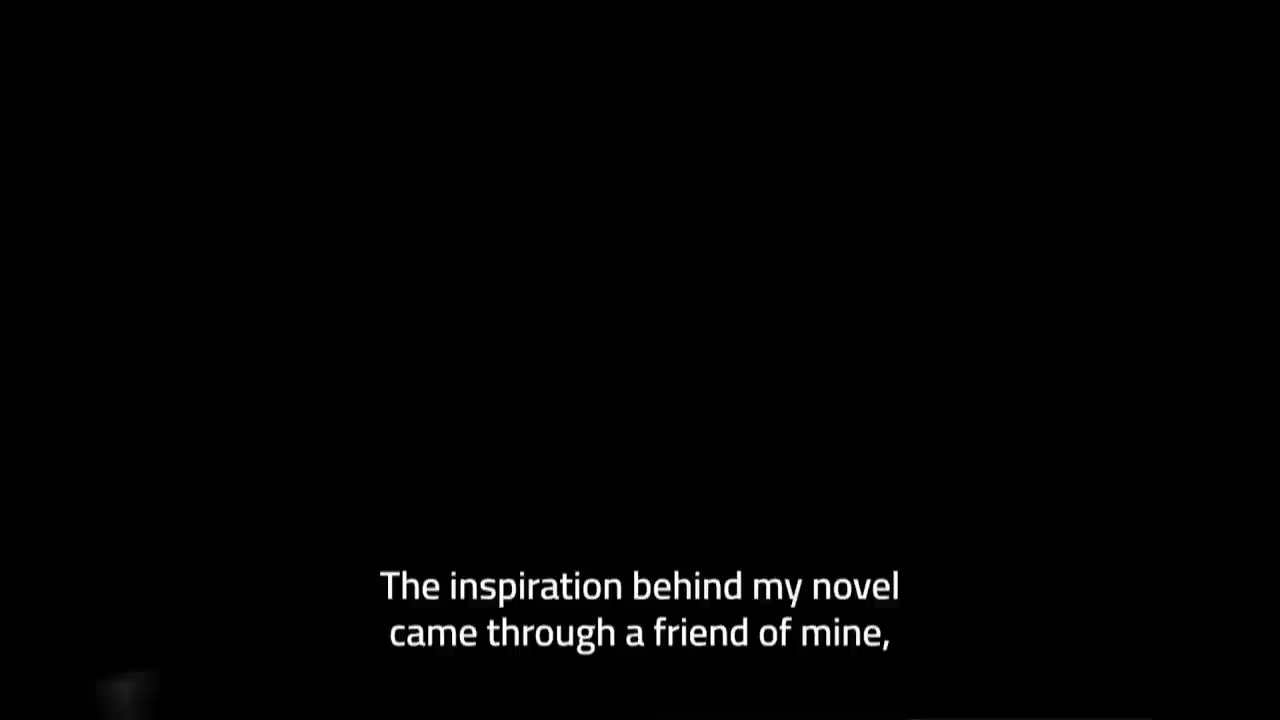 The inspiration behind my novel
came through a friend of mine,